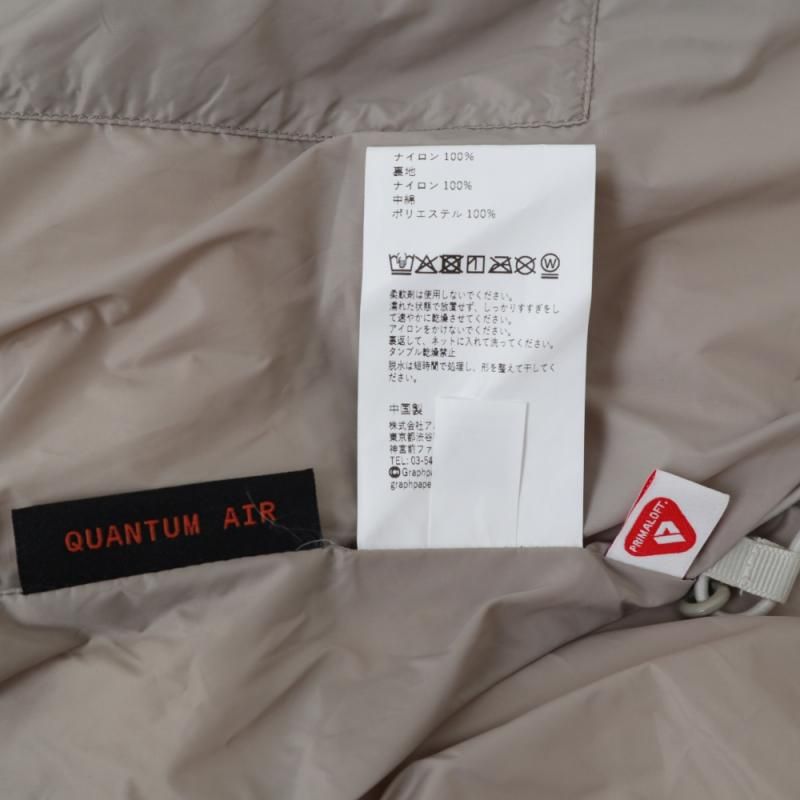 ナイロン 100%
裏地
ナイロン 100%
中綿
ポリエステル 100%
W
柔軟剤は使用しないでください。
濡れた状態で放置せず、しっかりすすぎをし
て速やかに乾燥させてください。
アイロンをかけないでください。
裏返して、ネットに入れて洗ってください。
タンブル乾燥禁止
脱水は短時間で処理し、形を整えて干してく
ださい。
中国製
株式会社ア
東京都渋谷
神宮前ファ
TEL: 03-54
Graphp
graphpape
QUANTUM AIR
PRIMALOFT